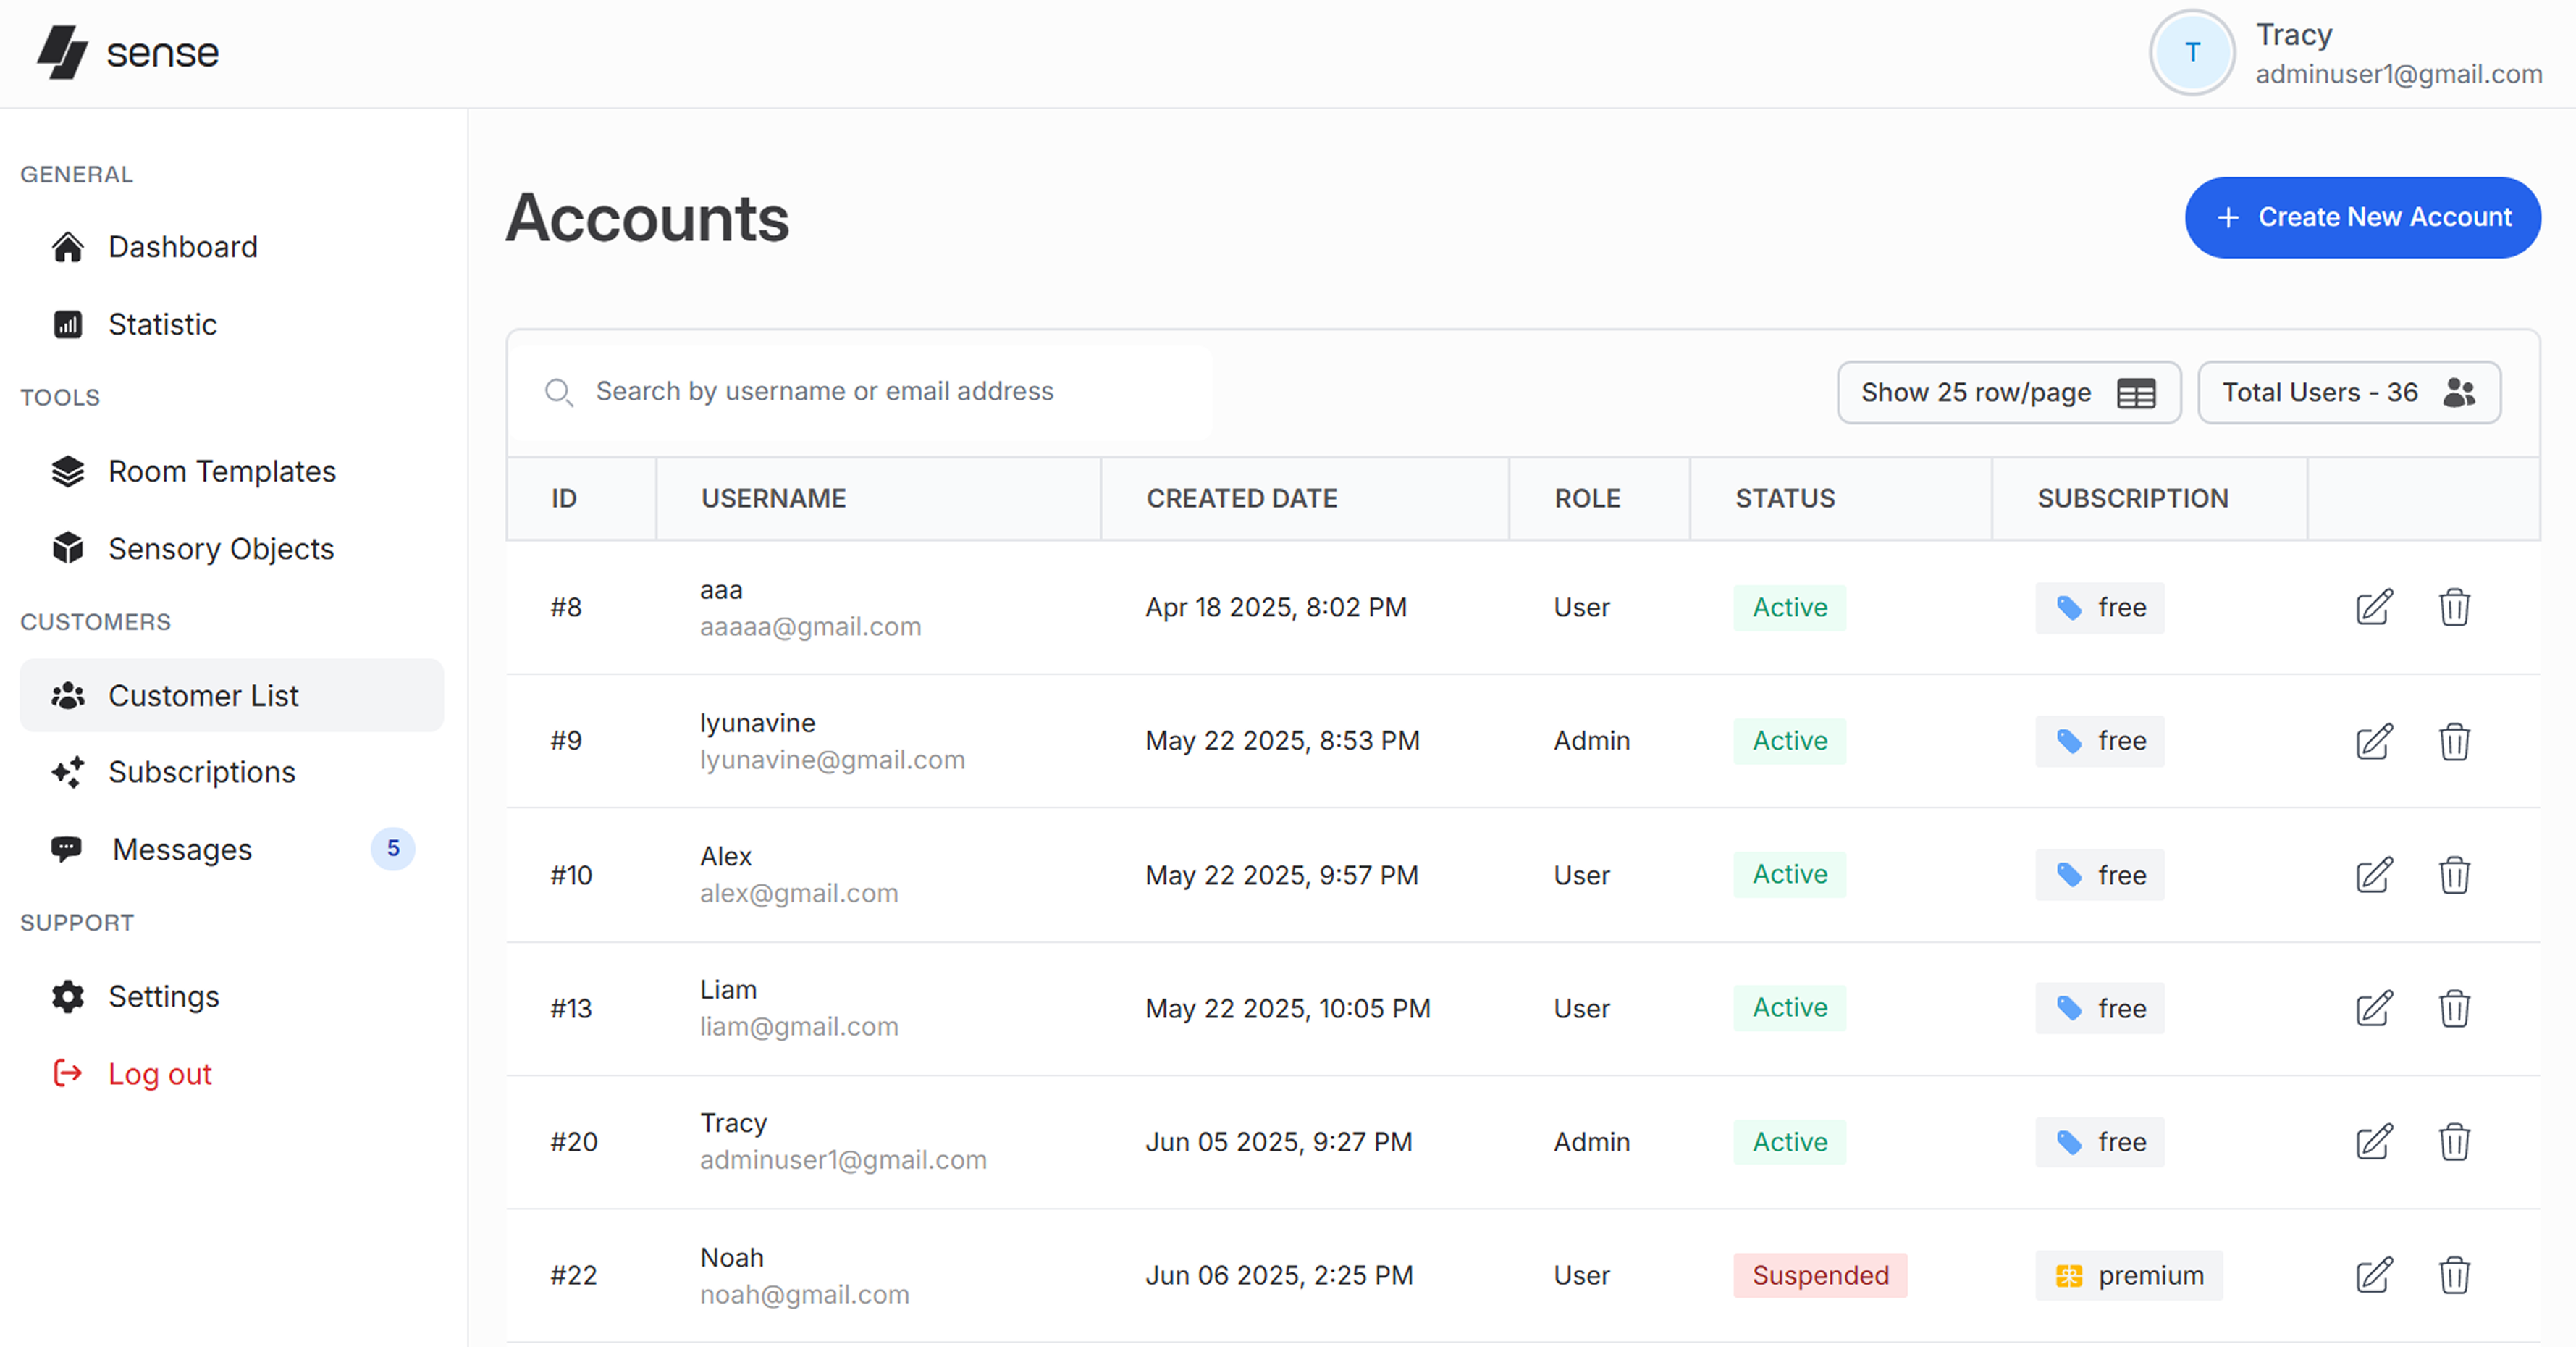 sense
T
Tracy
adminuser1@gmail.com
GENERAL
Dashboard
Statistic
TOOLS
Room Templates
Sensory Objects
CUSTOMERS
Customer List
Subscriptions
Messages 5
SUPPORT
Settings
Log out
Accounts
+ Create New Account
Search by username or email address
Show 25 row/page
Total Users - 36
ID USERNAME CREATED DATE ROLE STATUS SUBSCRIPTION
#8 aaa Apr 18 2025, 8:02 PM User Active free
aaaaa@gmail.com
#9 lyunavine May 22 2025, 8:53 PM Admin Active free
lyunavine@gmail.com
#10 Alex May 22 2025, 9:57 PM User Active free
alex@gmail.com
#13 Liam May 22 2025, 10:05 PM User Active free
liam@gmail.com
#20 Tracy Jun 05 2025, 9:27 PM Admin Active free
adminuser1@gmail.com
#22 Noah Jun 06 2025, 2:25 PM User Suspended premium
noah@gmail.com